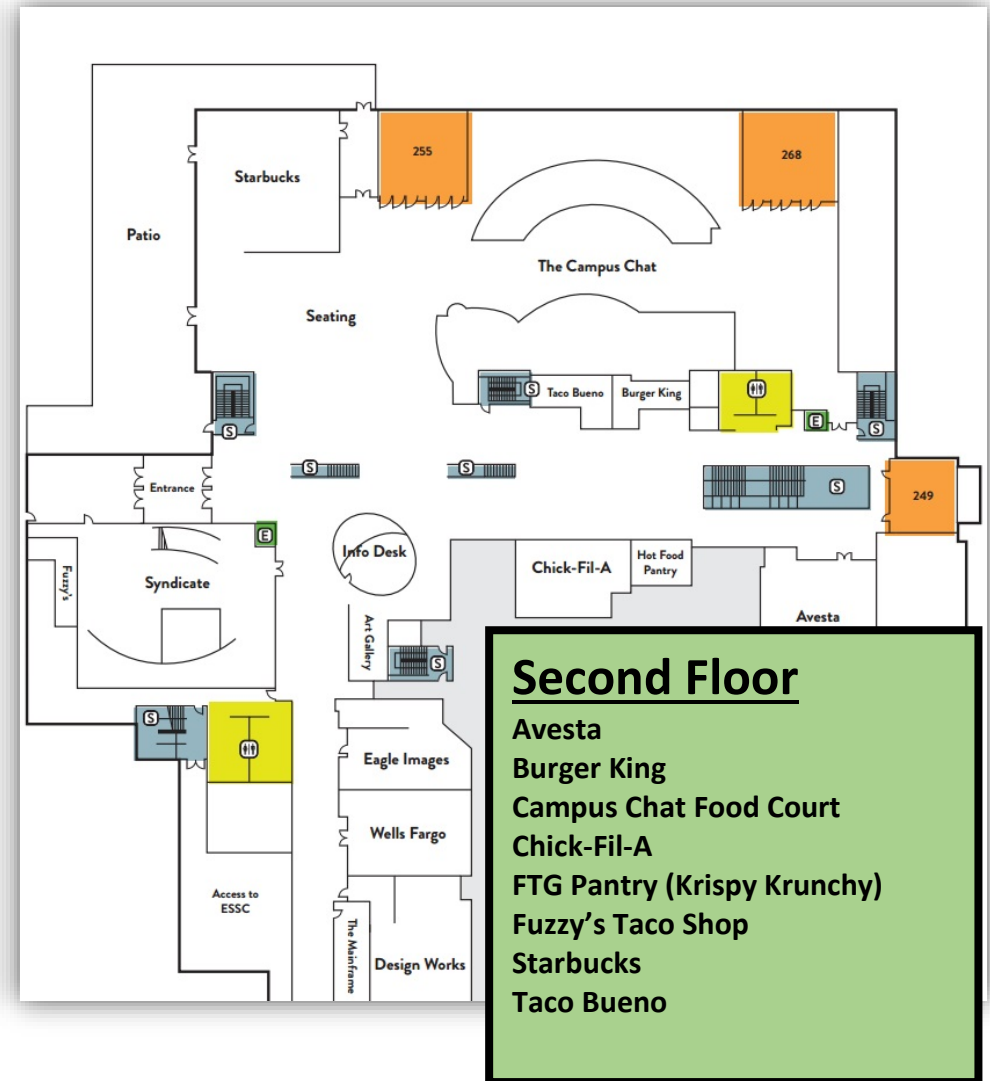 255
268
Starbucks
Patio
The Campus Chat
Seating
Taco Bueno
Burger King
S
E
S
S
S
S
S
Entrance
249
E
Info Desk
Chick-Fil-A
Hot Food
Pantry
Fuzzy's
Syndicate
Avesta
Art Gallery
S
S
Eagle Images
Wells Fargo
Access to
ESSC
The Mainframe
Design Works
Second Floor
Avesta
Burger King
Campus Chat Food Court
Chick-Fil-A
FTG Pantry (Krispy Krunchy)
Fuzzy’s Taco Shop
Starbucks
Taco Bueno